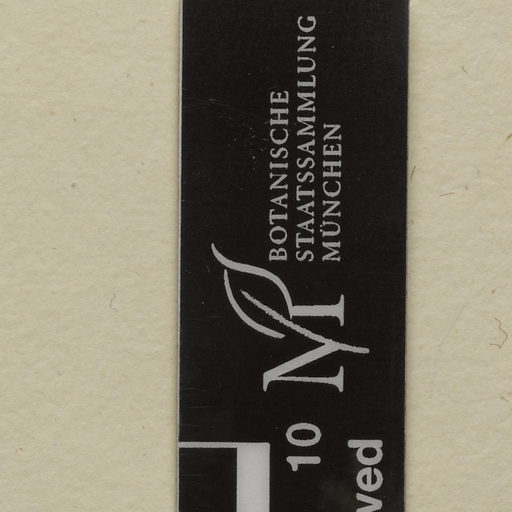 BOTANISCHE
STAATSSAMMLUNG
MÜNCHEN
M
10
ved